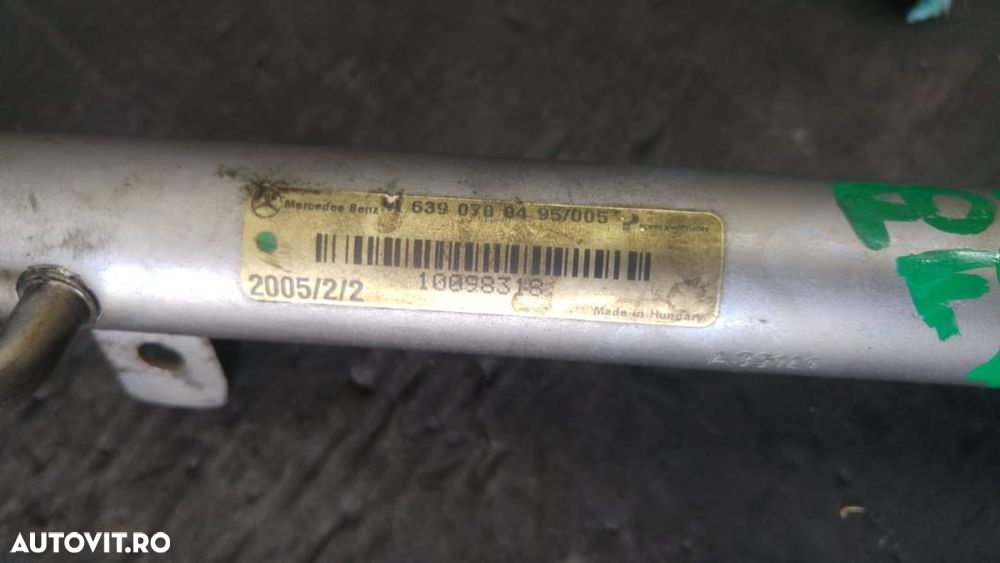 Mercedes Benz A 639 070 04 95/005
2005/2/2
10098318
Made in Hungary
AUTOVIT.RO